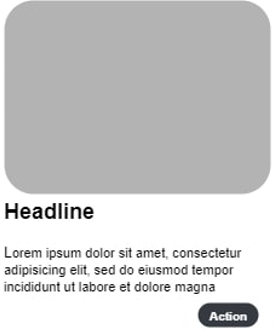 Headline
Lorem ipsum dolor sit amet, consectetur
adipisicing elit, sed do eiusmod tempor
incididunt ut labore et dolore magna
Action